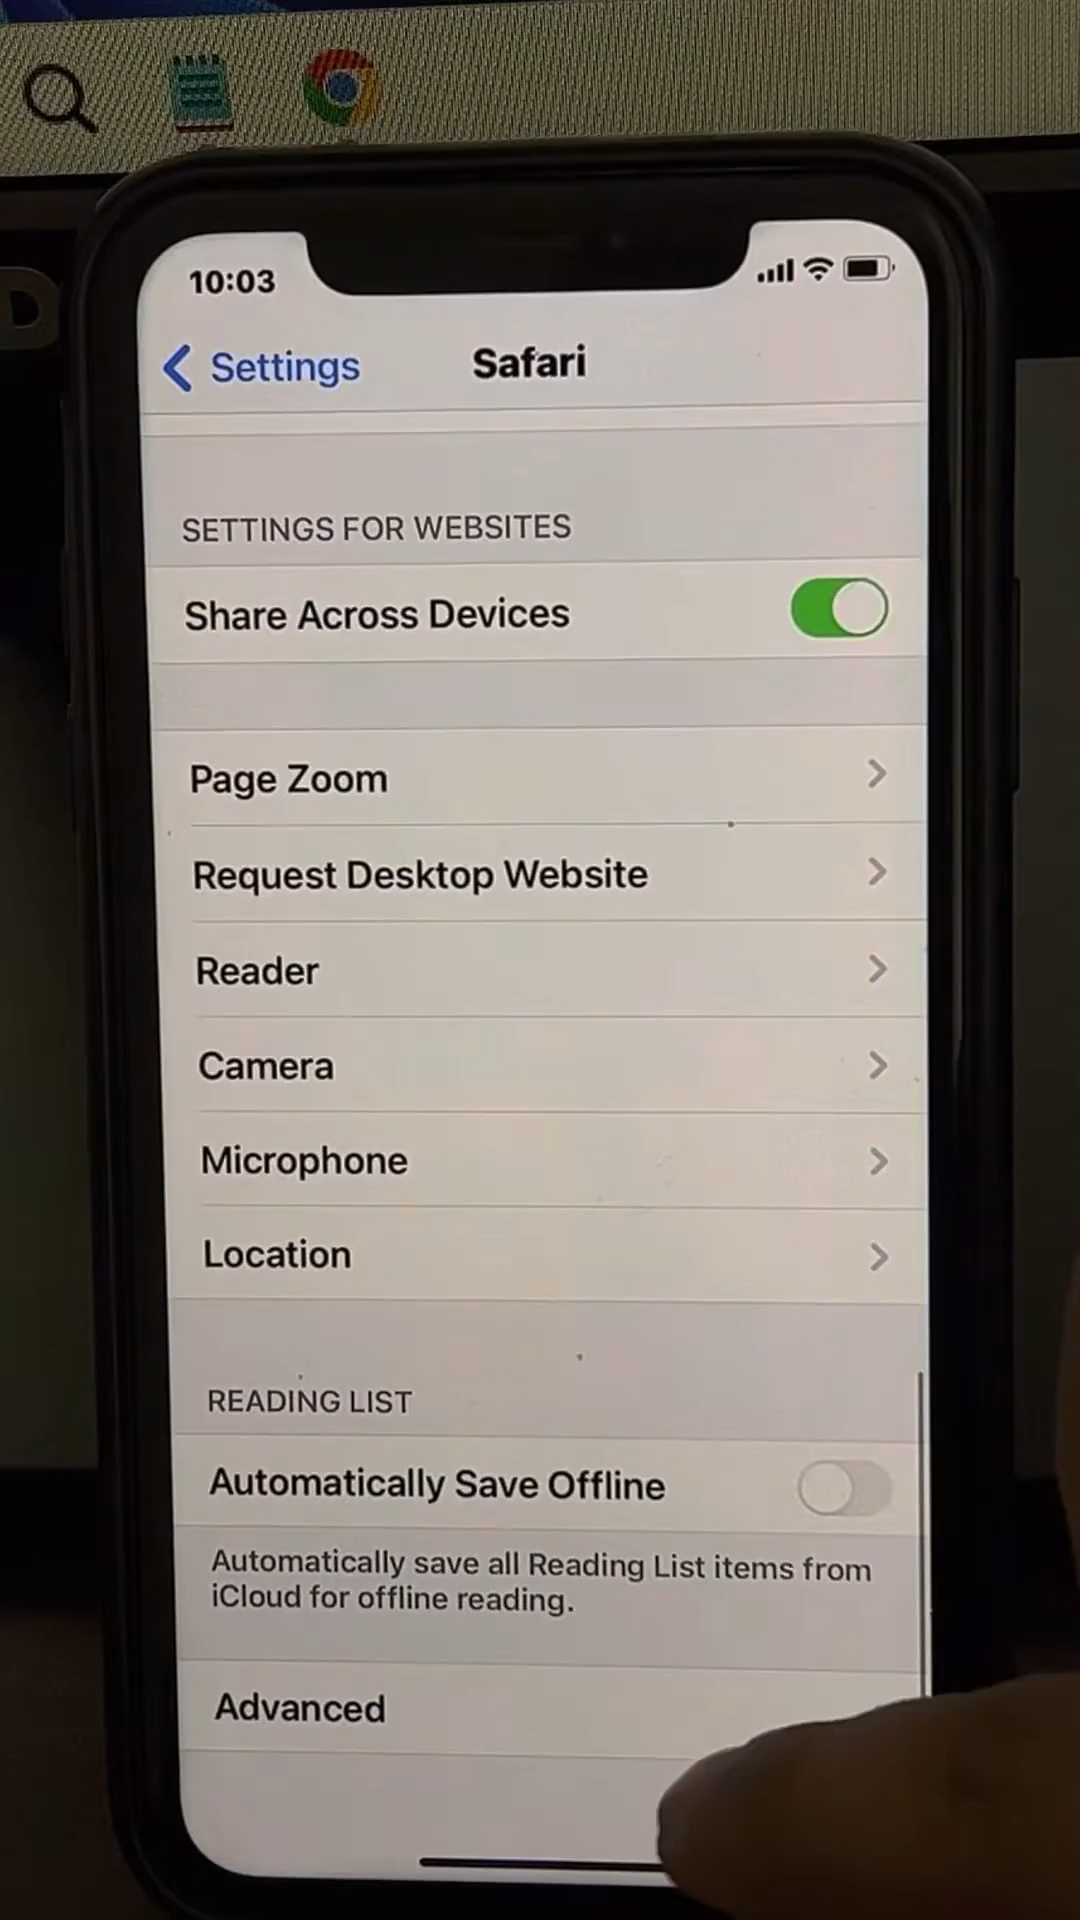 10:03
Settings
Safari
SETTINGS FOR WEBSITES
Share Across Devices
Page Zoom
Request Desktop Website
Reader
Camera
Microphone
Location
READING LIST
Automatically Save Offline
Automatically save all Reading List items from
iCloud for offline reading.
Advanced